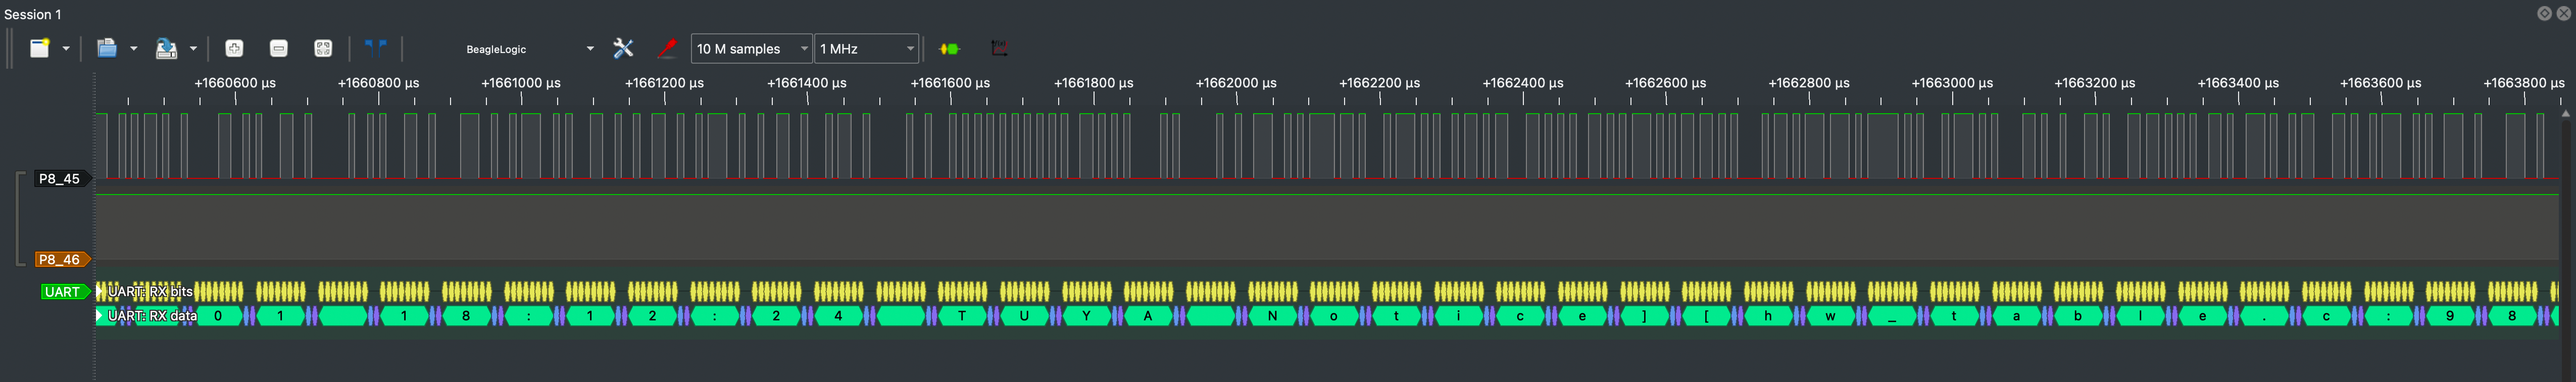 Session 1
BeagleLogic 10 M samples 1 MHz
+1660600 µs +1660800 µs +1661000 µs +1661200 µs +1661400 µs +1661600 µs +1661800 µs +1662000 µs +1662200 µs +1662400 µs +1662600 µs +1662800 µs +1663000 µs +1663200 µs +1663400 µs +1663600 µs +1663800 µs
P8_45
P8_46
UART UART: RX bits
UART: RX data 0 1 1 8 : 1 2 : 2 4 T U Y A N o t i c e ] [ h w _ t a b l e . c : 9 8